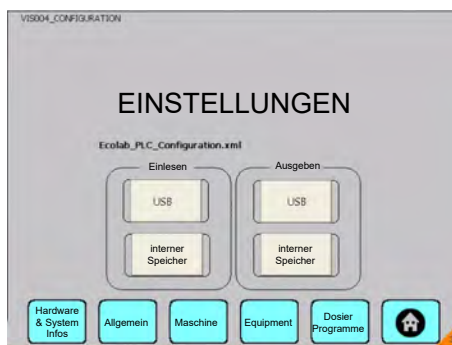 VIS004_CONFIGURATION
EINSTELLUNGEN
Ecolab_PLC_Configuration.xml
Einlesen
Ausgeben
USB
USB
interner
Speicher
interner
Speicher
Hardware
& System
Infos
Allgemein
Maschine
Equipment
Dosier
Programme